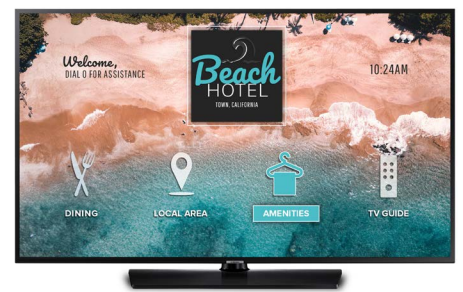 Welcome,
DIAL 0 FOR ASSISTANCE
Beach
HOTEL
TOWN, CALIFORNIA
10:24AM
DINING
LOCAL AREA
AMENITIES
TV GUIDE